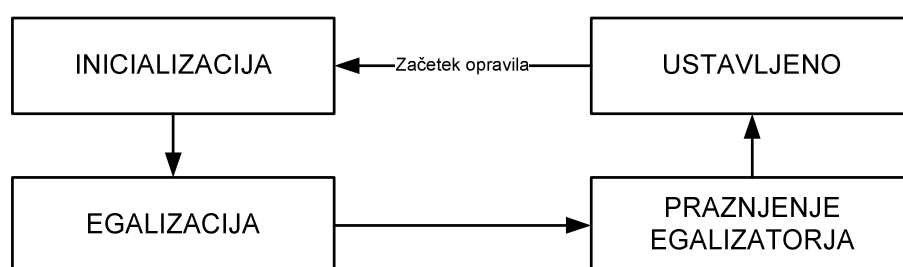 INICIALIZACIJA
Začetek opravila
USTAVLJENO
EGALIZACIJA
PRAZNJENJE
EGALIZATORJA